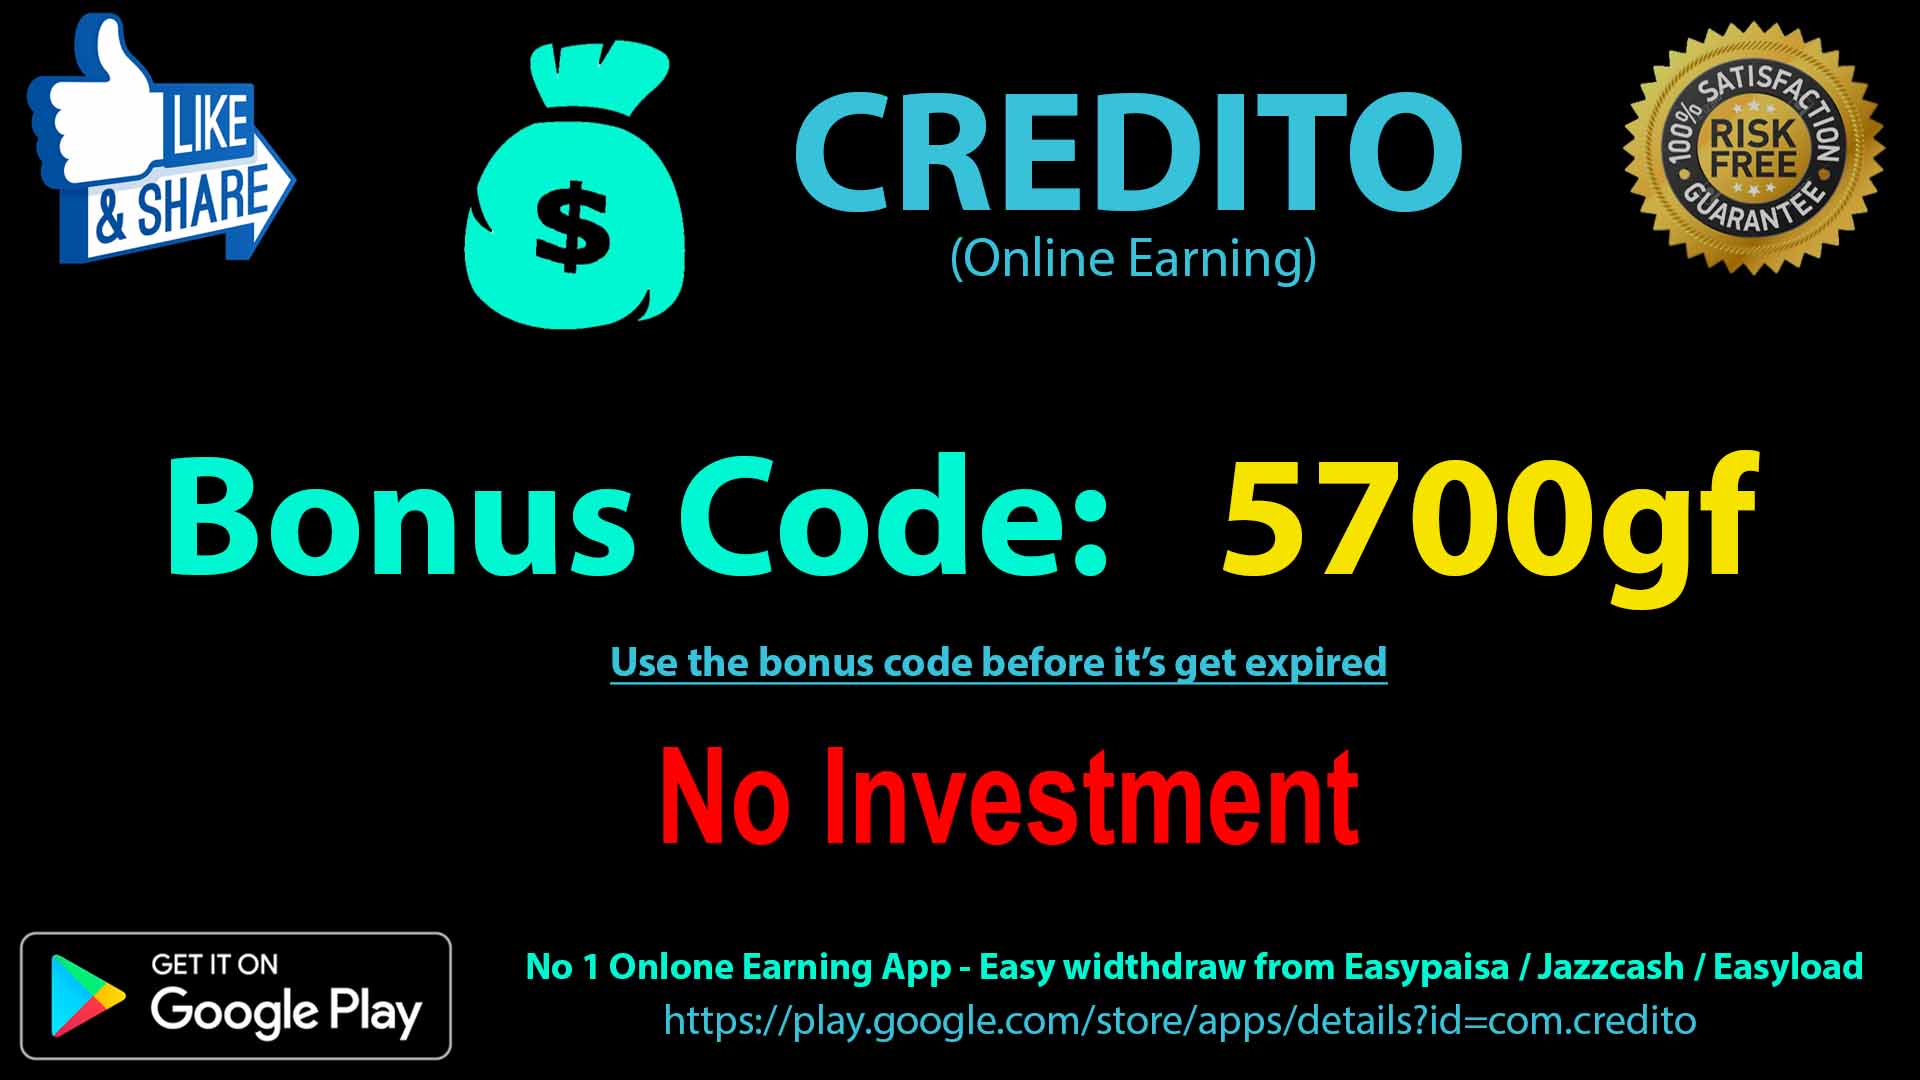 LIKE
& SHARE
$
CREDITO
(Online Earning)
100% SATISFACTION
RISK
FREE
GUARANTEE
Bonus Code: 5700gf
Use the bonus code before it's get expired
No Investment
GET IT ON
Google Play
No 1 Onlone Earning App - Easy widthdraw from Easypaisa / Jazzcash / Easyload
https://play.google.com/store/apps/details?id=com.credito